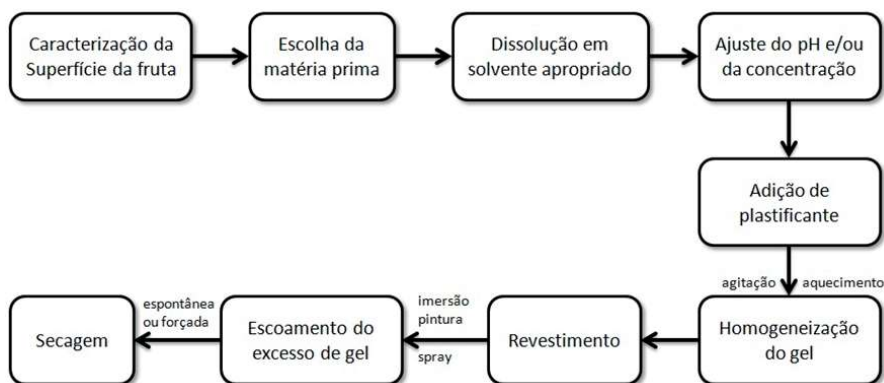 Caracterização da
Superfície da fruta
Escolha da
matéria prima
Dissolução em
solvente apropriado
Ajuste do pH e/ou
da concentração
Adição de
plastificante
agitação
aquecimento
Homogeneização
do gel
Revestimento
imersão
pintura
spray
Escoamento do
excesso de gel
espontânea
ou forçada
Secagem